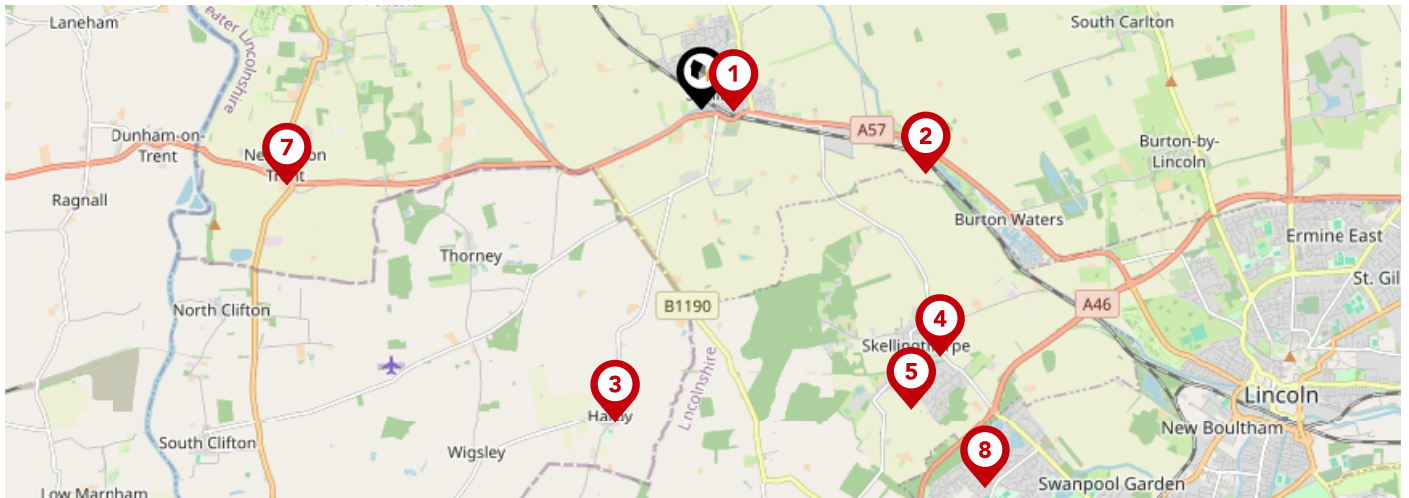 Laneham
South Carlton
eater Lincolnshire
1
A57
2
Dunham-on-
Trent
7
Burton-by-
Lincoln
Ragnall
Burton Waters
Ermine East
Thorney
St. Gil
North Clifton
B1190
A46
4
Skellingthorpe
5
3
Lincolnshire
Lincoln
South Clifton
Wigsley
New Boultham
8
Swanpool Garden
Low Marnham